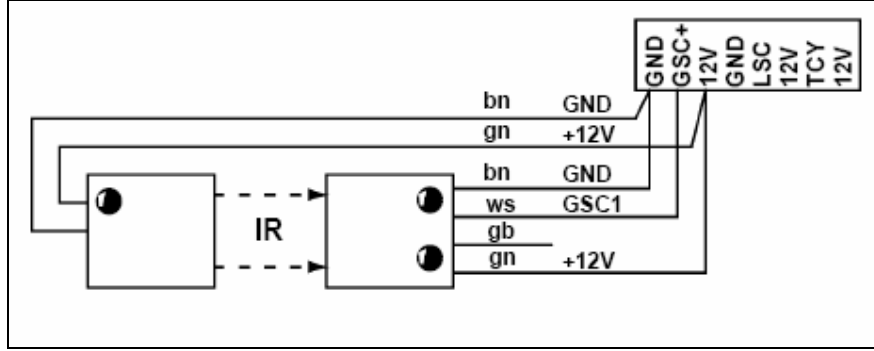 GND GSC+ 12V GND LSC 12V TCY 12V
bn GND
gn +12V
bn GND
ws GSC1
IR
gb
gn +12V